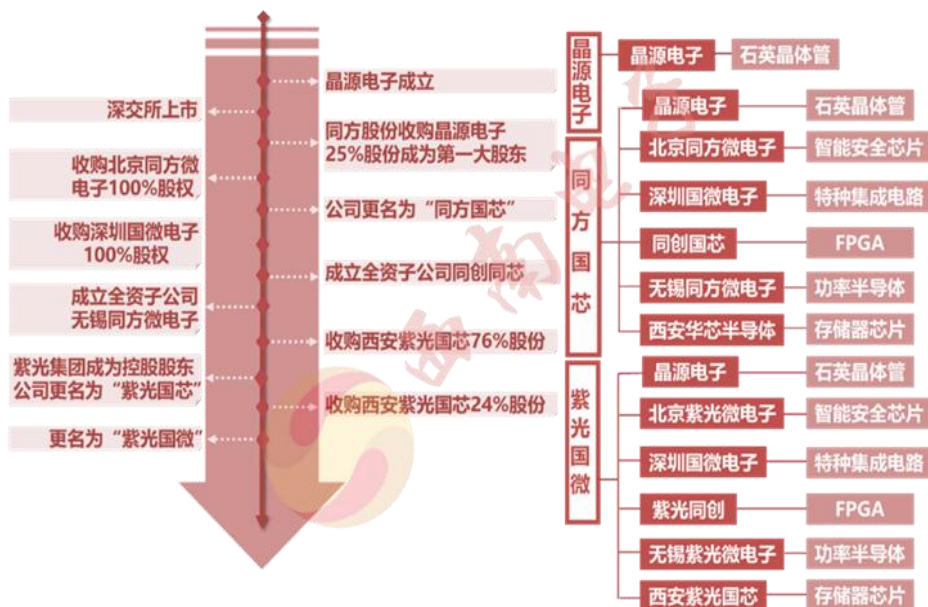 晶源电子成立
深交所上市
同方股份收购晶源电子
25%股份成为第一大股东
收购北京同方微
电子100%股权
公司更名为“同方国芯”
收购深圳国微电子
100%股权
成立全资子公司同创同芯
成立全资子公司
无锡同方微电子
收购西安紫光国芯76%股份
紫光集团成为控股股东
公司更名为“紫光国芯”
收购西安紫光国芯24%股份
更名为“紫光国微”
晶源电子
晶源电子
石英晶体管
同方国芯
晶源电子
石英晶体管
北京同方微电子
智能安全芯片
深圳国微电子
特种集成电路
同创国芯
FPGA
无锡同方微电子
功率半导体
西安华芯半导体
存储器芯片
紫光国微
晶源电子
石英晶体管
北京紫光微电子
智能安全芯片
深圳国微电子
特种集成电路
紫光同创
FPGA
无锡紫光微电子
功率半导体
西安紫光国芯
存储器芯片
西南电子